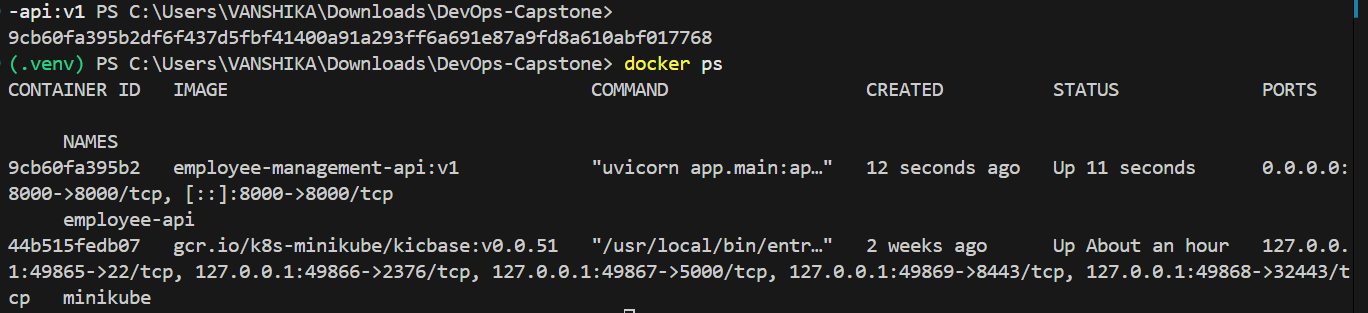 -api:v1 PS C:\Users\VANSHIKA\Downloads\DevOps-Capstone>
9cb60fa395b2df6f437d5fbf41400a91a293ff6a691e87a9fd8a610abf017768
(.venv) PS C:\Users\VANSHIKA\Downloads\DevOps-Capstone> docker ps
CONTAINER ID   IMAGE                                 COMMAND                  CREATED          STATUS             PORTS
NAMES
9cb60fa395b2   employee-management-api:v1            "uvicorn app.main:ap…"   12 seconds ago   Up 11 seconds      0.0.0.0:
8000->8000/tcp, [::]:8000->8000/tcp
employee-api
44b515fedb07   gcr.io/k8s-minikube/kicbase:v0.0.51   "/usr/local/bin/entr…"   2 weeks ago      Up About an hour   127.0.0.
1:49865->22/tcp, 127.0.0.1:49866->2376/tcp, 127.0.0.1:49867->5000/tcp, 127.0.0.1:49869->8443/tcp, 127.0.0.1:49868->32443/t
cp   minikube